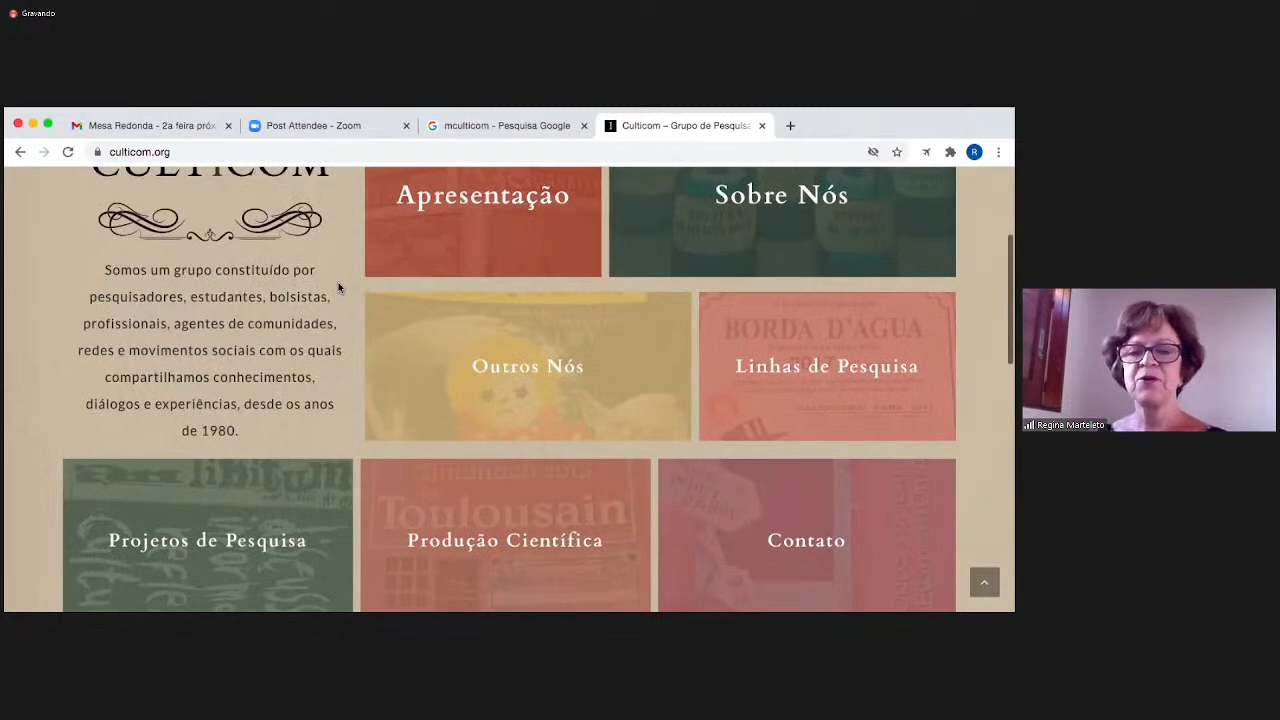 Gravando
Mesa Redonda - 2a feira próx
Post Attendee - Zoom
mculticom - Pesquisa Google
Culticom – Grupo de Pesquisa
culticom.org
R
CULTICOM
Apresentação
Sobre Nós
Somos um grupo constituído por
pesquisadores, estudantes, bolsistas,
profissionais, agentes de comunidades,
redes e movimentos sociais com os quais
compartilhamos conhecimentos,
diálogos e experiências, desde os anos
de 1980.
Outros Nós
BORDA D'ÁGUA
Linhas de Pesquisa
Projetos de Pesquisa
Toulousain
Produção Científica
Contato
Regina Marteleto